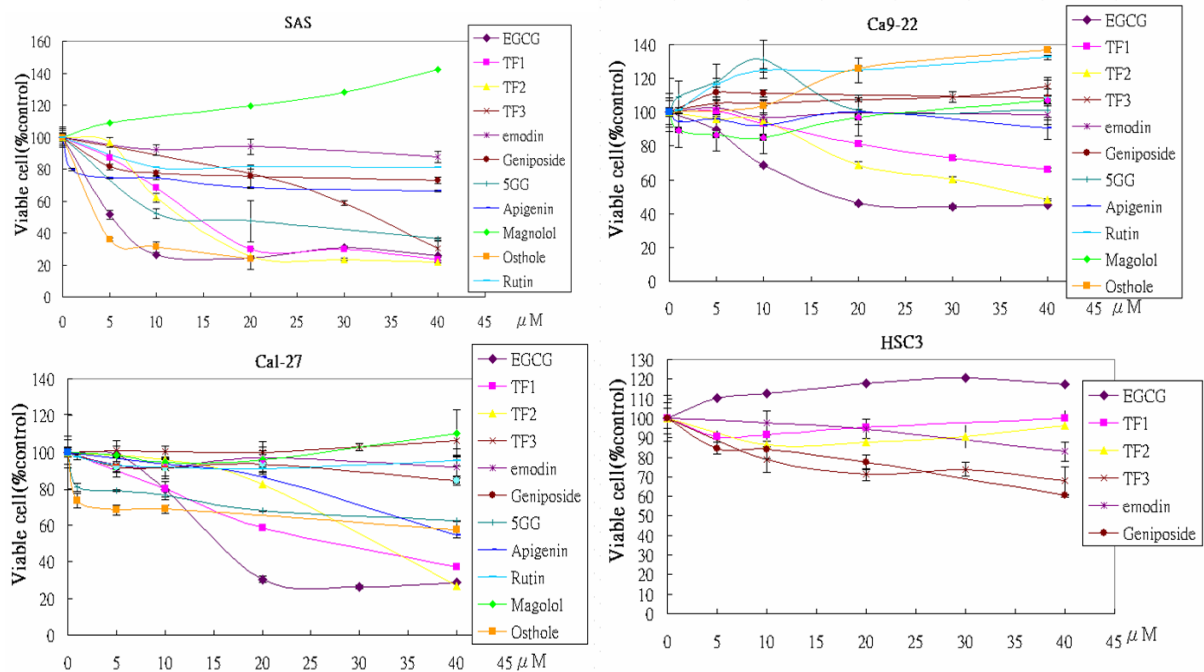 SAS
Viable cell(%control)
160
140
120
100
80
60
40
20
0
0 5 10 15 20 25 30 35 40 45 μM
EGCG
TF1
TF2
TF3
emodin
Geniposide
5GG
Apigenin
Magnolol
Osthole
Rutin
Ca9-22
Viable cell(%control)
140
120
100
80
60
40
20
0
0 5 10 15 20 25 30 35 40 45 μM
EGCG
TF1
TF2
TF3
emodin
Geniposide
5GG
Apigenin
Rutin
Magolol
Osthole
Cal-27
Viable cell(%control)
140
120
100
80
60
40
20
0
0 5 10 15 20 25 30 35 40 45 μM
EGCG
TF1
TF2
TF3
emodin
Geniposide
5GG
Apigenin
Rutin
Magolol
Osthole
HSC3
Viable cell(%control)
130
120
110
100
90
80
70
60
50
40
30
20
10
0
0 5 10 15 20 25 30 35 40 45 μM
EGCG
TF1
TF2
TF3
emodin
Geniposide